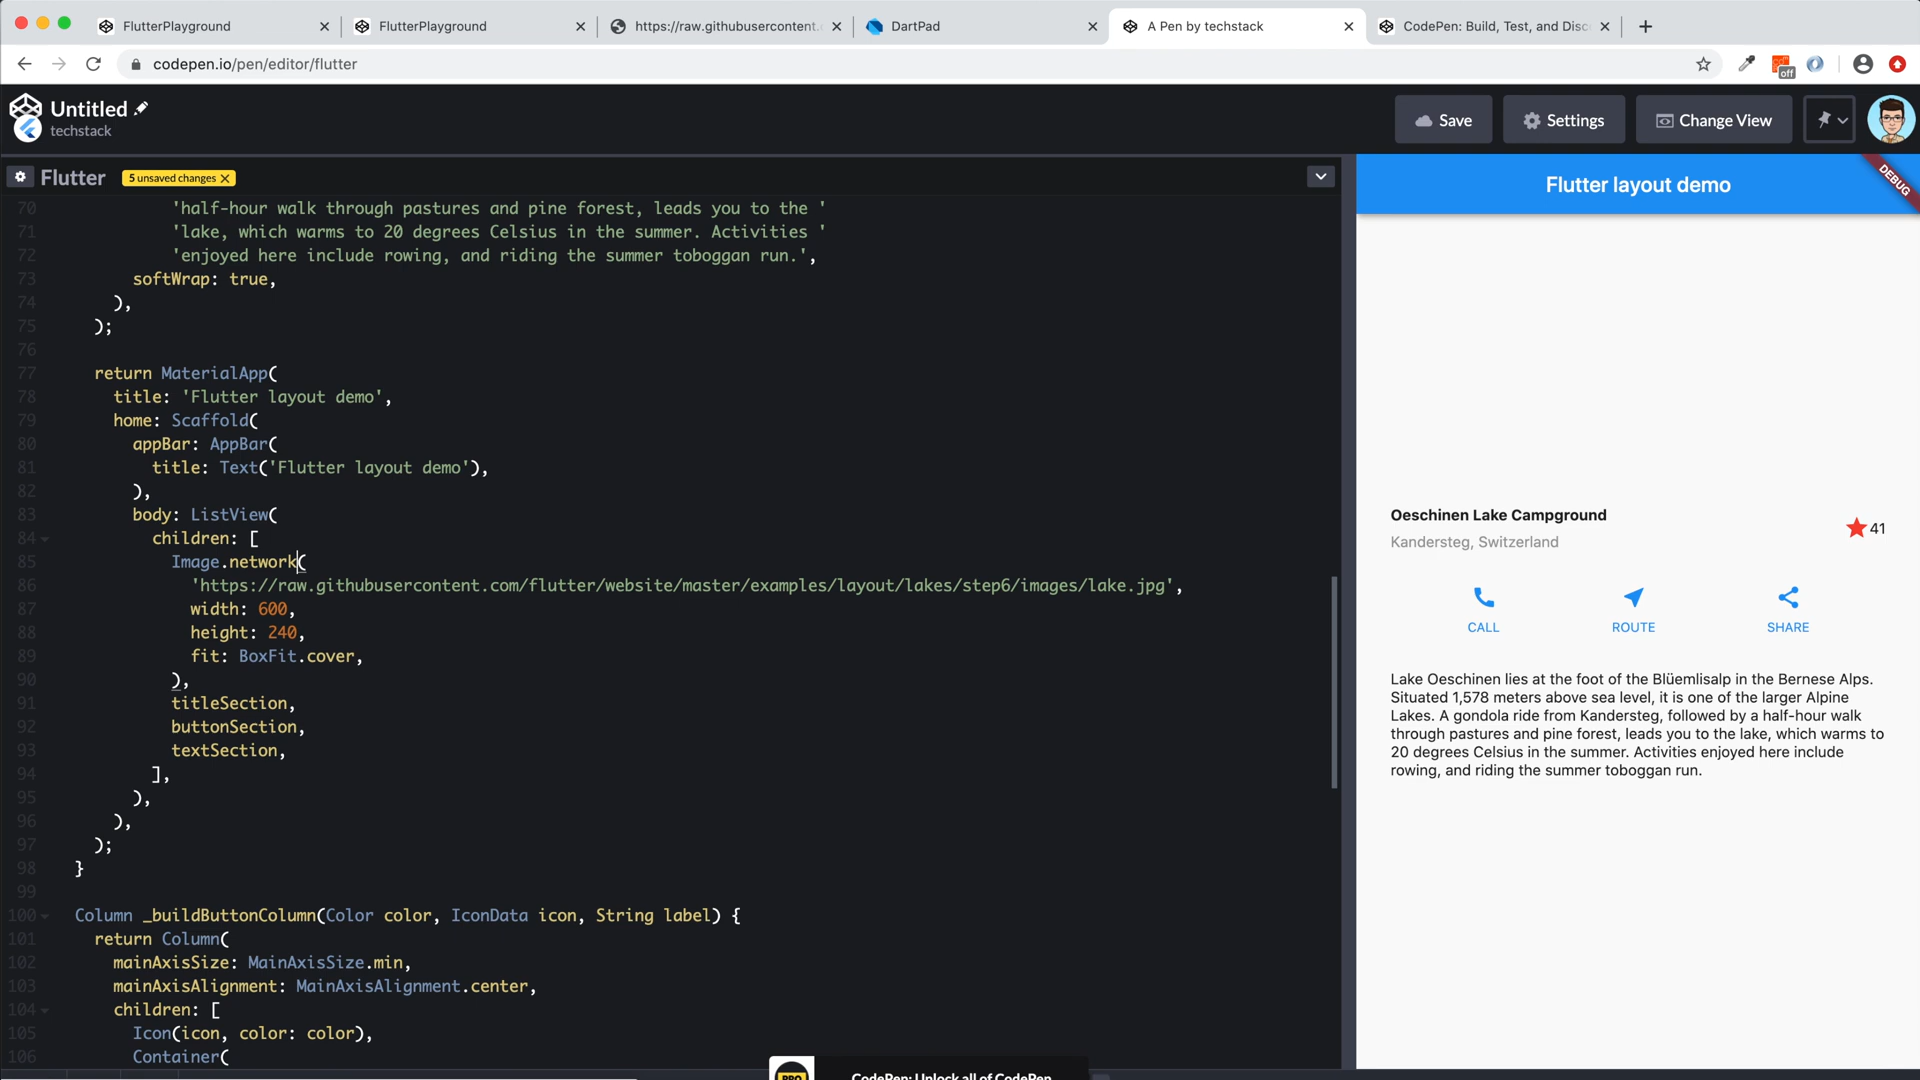 FlutterPlayground
FlutterPlayground
https://raw.githubusercontent.c
DartPad
A Pen by techstack
CodePen: Build, Test, and Disc
codepen.io/pen/editor/flutter
off
Untitled
techstack
Save
Settings
Change View
Flutter
5 unsaved changes X
70 'half-hour walk through pastures and pine forest, leads you to the '
71 'lake, which warms to 20 degrees Celsius in the summer. Activities '
72 'enjoyed here include rowing, and riding the summer toboggan run.',
73 softWrap: true,
74 ),
75 );
76
77 return MaterialApp(
78 title: 'Flutter layout demo',
79 home: Scaffold(
80 appBar: AppBar(
81 title: Text('Flutter layout demo'),
82 ),
83 body: ListView(
84 children: [
85 Image.network(
86 'https://raw.githubusercontent.com/flutter/website/master/examples/layout/lakes/step6/images/lake.jpg',
87 width: 600,
88 height: 240,
89 fit: BoxFit.cover,
90 ),
91 titleSection,
92 buttonSection,
93 textSection,
94 ],
95 ),
96 ),
97 );
98 }
99
100 Column _buildButtonColumn(Color color, IconData icon, String label) {
101 return Column(
102 mainAxisSize: MainAxisSize.min,
103 mainAxisAlignment: MainAxisAlignment.center,
104 children: [
105 Icon(icon, color: color),
106 Container(
Flutter layout demo
DEBUG
Oeschinen Lake Campground
Kandersteg, Switzerland
41
CALL
ROUTE
SHARE
Lake Oeschinen lies at the foot of the Blüemlisalp in the Bernese Alps.
Situated 1,578 meters above sea level, it is one of the larger Alpine
Lakes. A gondola ride from Kandersteg, followed by a half-hour walk
through pastures and pine forest, leads you to the lake, which warms to
20 degrees Celsius in the summer. Activities enjoyed here include
rowing, and riding the summer toboggan run.
PRO
CodePen: Unlock all of CodePen